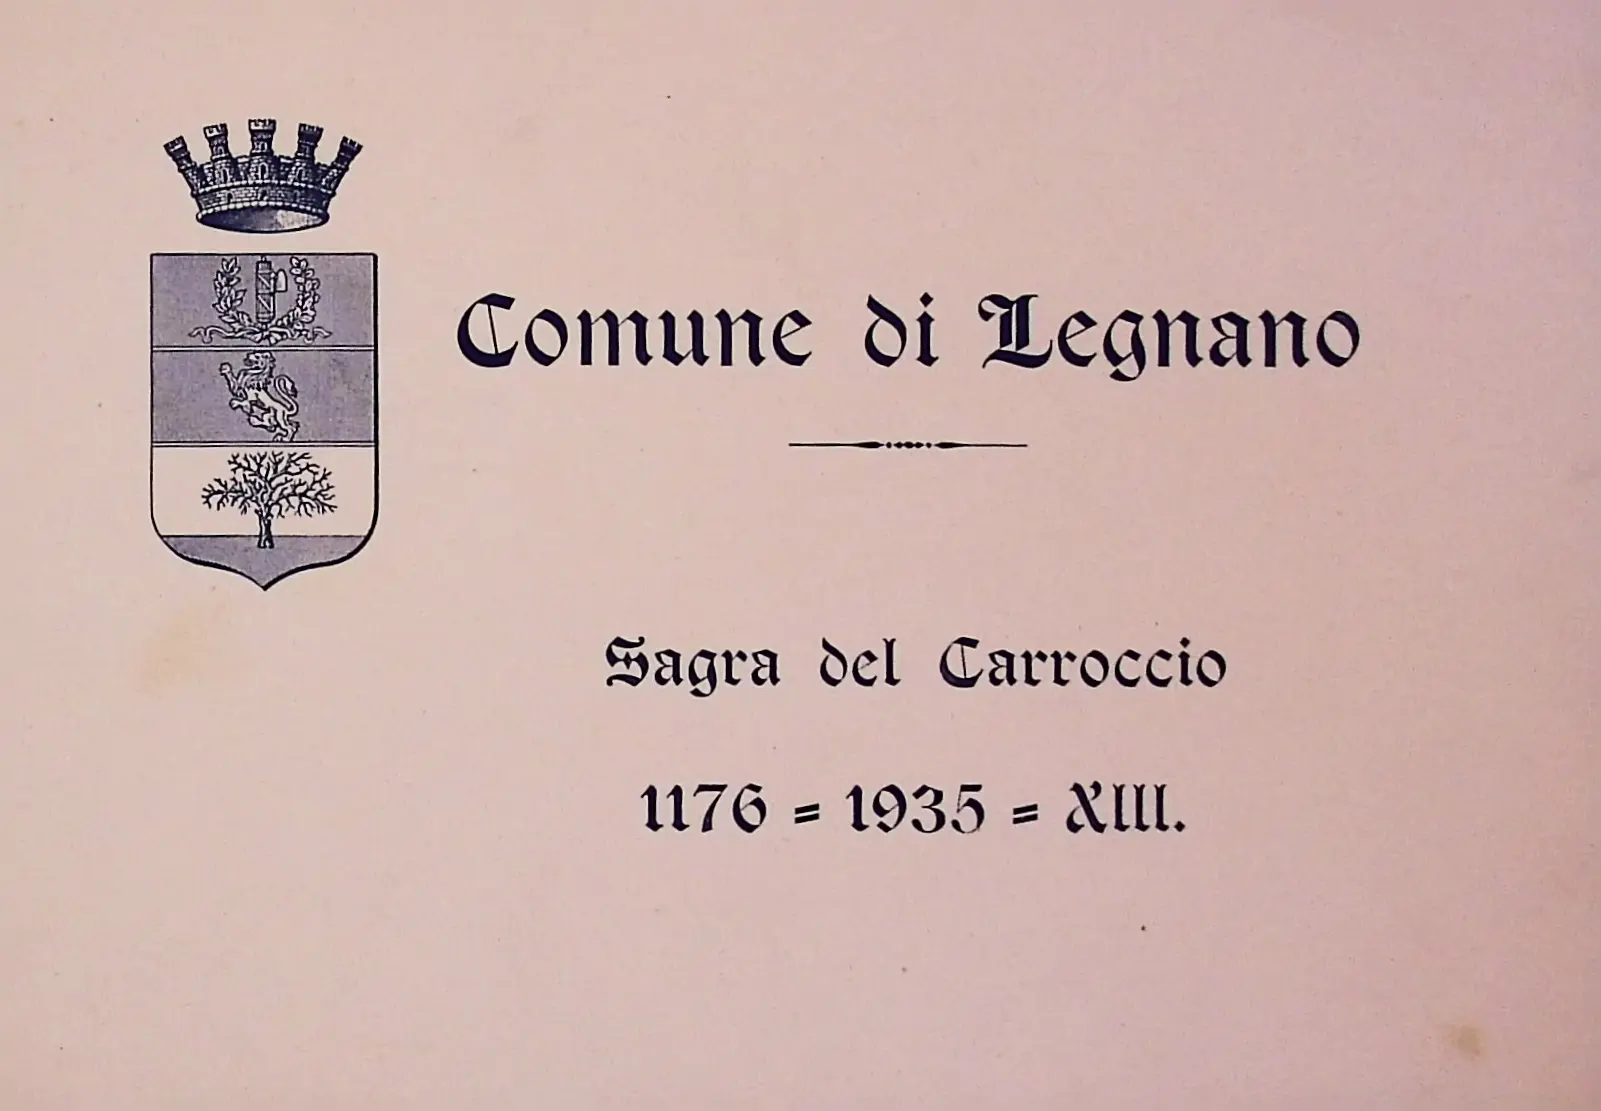 Comune di Legnano
Sagra del Carroccio
1176 = 1935 = XIII.